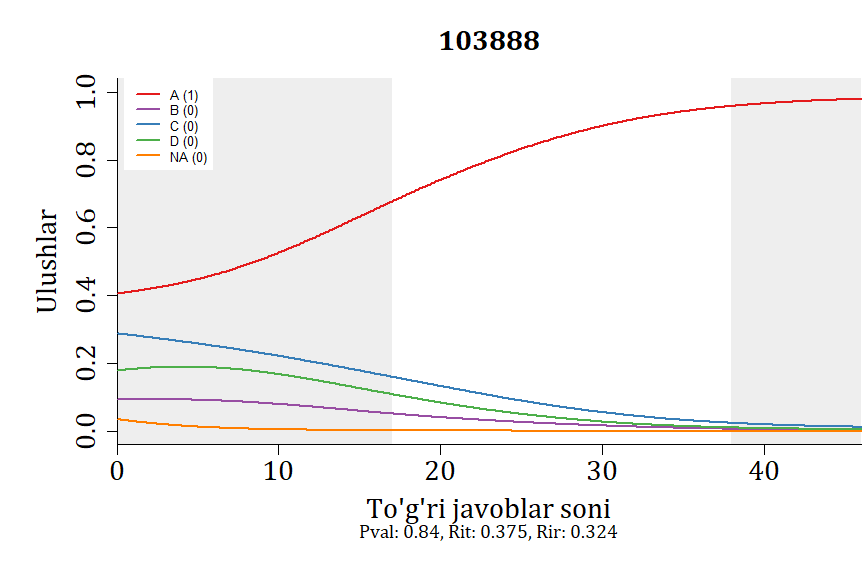 103888
A (1)
B (0)
C (0)
D (0)
NA (0)
Ulushlar
0.0 0.2 0.4 0.6 0.8 1.0
0 10 20 30 40
To'g'ri javoblar soni
Pval: 0.84, Rit: 0.375, Rir: 0.324